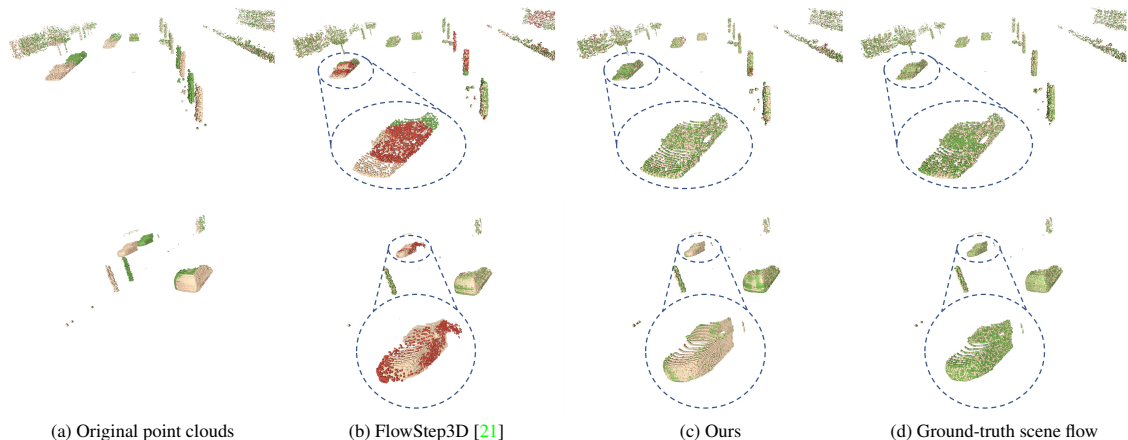 (a) Original point clouds
(b) FlowStep3D [21]
(c) Ours
(d) Ground-truth scene flow